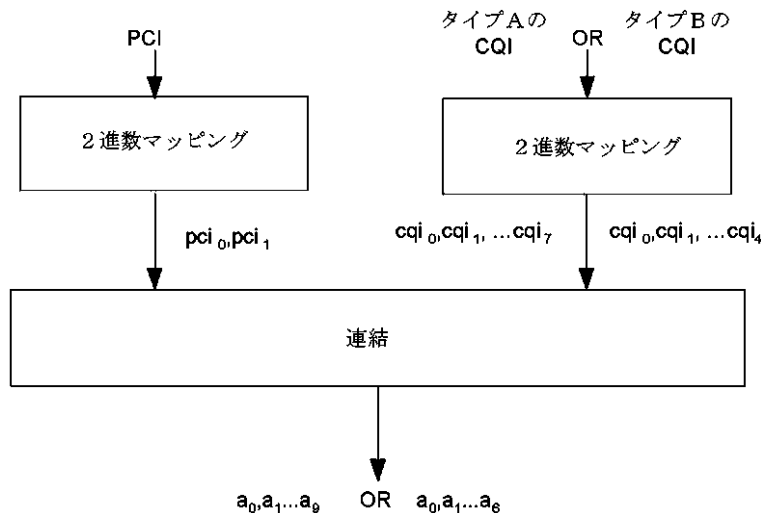 PCI
タイプAの CQI OR タイプBの CQI
2進数マッピング
2進数マッピング
pci0,pci1
cqi0,cqi1, ...cqi7
cqi0,cqi1, ...cqi4
連結
a0,a1...a9 OR a0,a1...a6